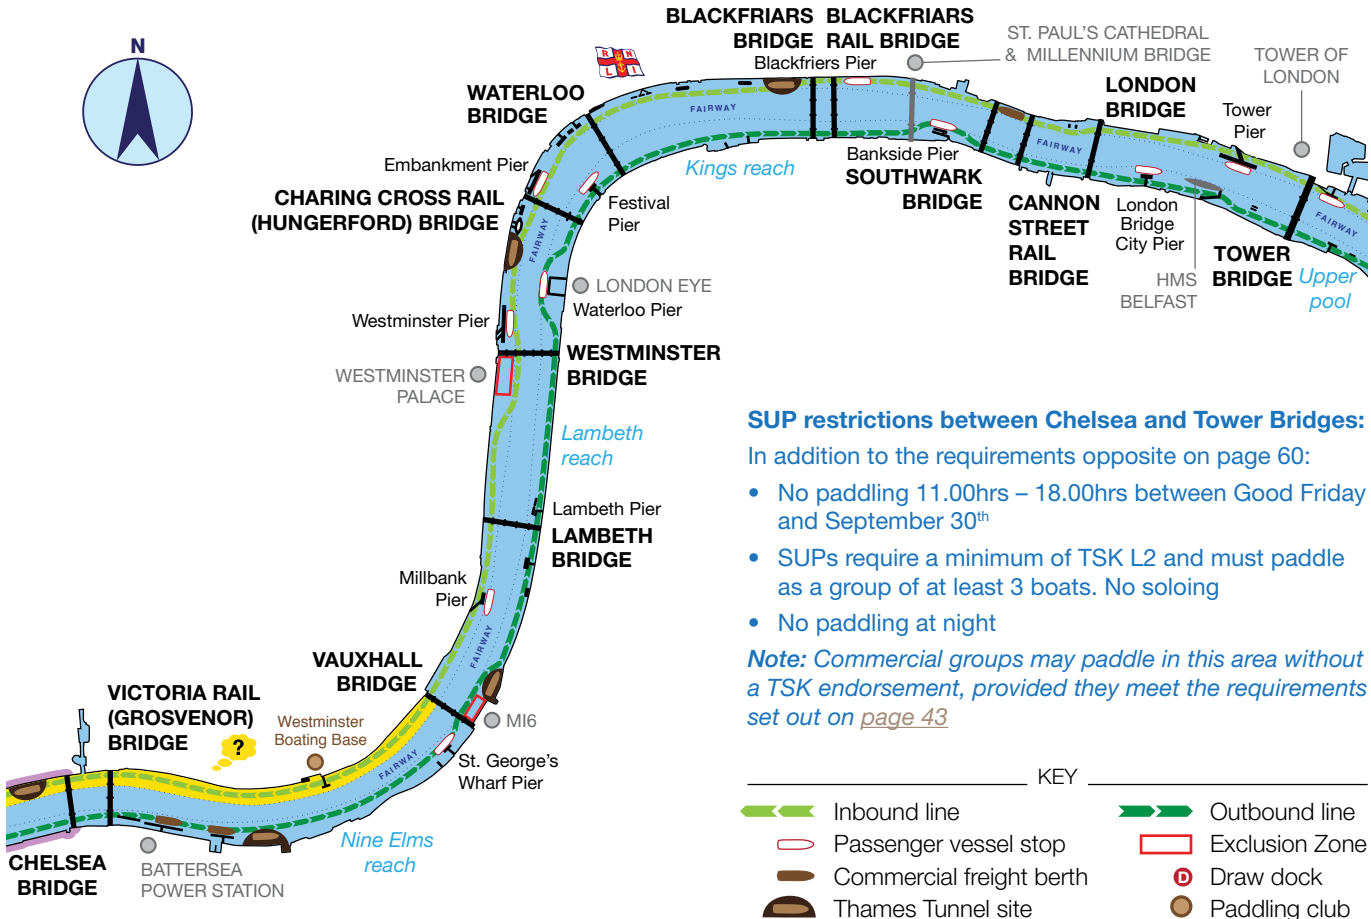 N
R N
L I
BLACKFRIARS
BRIDGE
BLACKFRIARS
RAIL BRIDGE
Blackfriers Pier
ST. PAUL'S CATHEDRAL
& MILLENNIUM BRIDGE
TOWER OF
LONDON
WATERLOO
BRIDGE
LONDON
BRIDGE
Tower
Pier
FAIRWAY
FAIRWAY
Embankment Pier
Kings reach
Bankside Pier
SOUTHWARK
BRIDGE
CHARING CROSS RAIL
(HUNGERFORD) BRIDGE
Festival
Pier
CANNON
STREET
RAIL
BRIDGE
London
Bridge
City Pier
TOWER
BRIDGE
FAIRWAY
FAIRWAY
HMS
BELFAST
Upper
pool
LONDON EYE
Waterloo Pier
Westminster Pier
WESTMINSTER
BRIDGE
WESTMINSTER
PALACE
Lambeth
reach
Lambeth Pier
LAMBETH
BRIDGE
Millbank
Pier
FAIRWAY
VAUXHALL
BRIDGE
MI6
VICTORIA RAIL
(GROSVENOR)
BRIDGE
?
Westminster
Boating Base
FAIRWAY
St. George's
Wharf Pier
Nine Elms
reach
CHELSEA
BRIDGE
BATTERSEA
POWER STATION
SUP restrictions between Chelsea and Tower Bridges:
In addition to the requirements opposite on page 60:
• No paddling 11.00hrs – 18.00hrs between Good Friday
and September 30th
• SUPs require a minimum of TSK L2 and must paddle
as a group of at least 3 boats. No soloing
• No paddling at night
Note: Commercial groups may paddle in this area without
a TSK endorsement, provided they meet the requirements
set out on page 43
KEY
Inbound line
Outbound line
Passenger vessel stop
Exclusion Zone
Commercial freight berth
D Draw dock
Thames Tunnel site
Paddling club